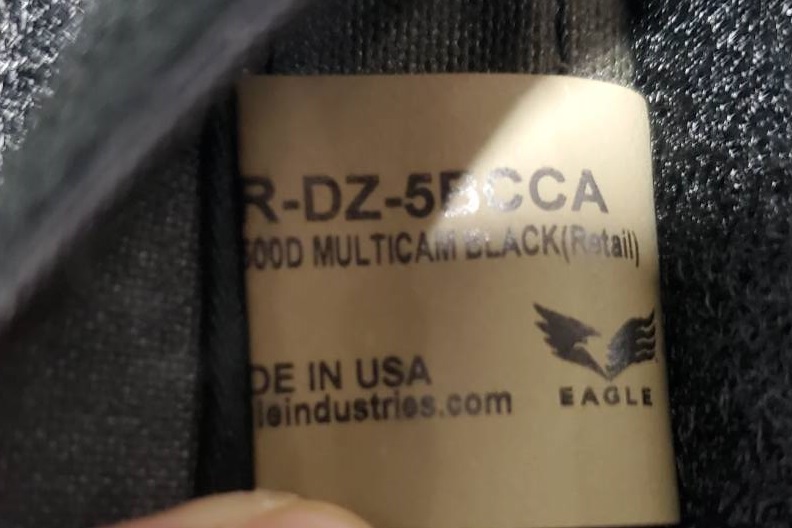 R-DZ-5BCCA
500D MULTICAM BLACK(Retail)
DE IN USA
leindustries.com
EAGLE